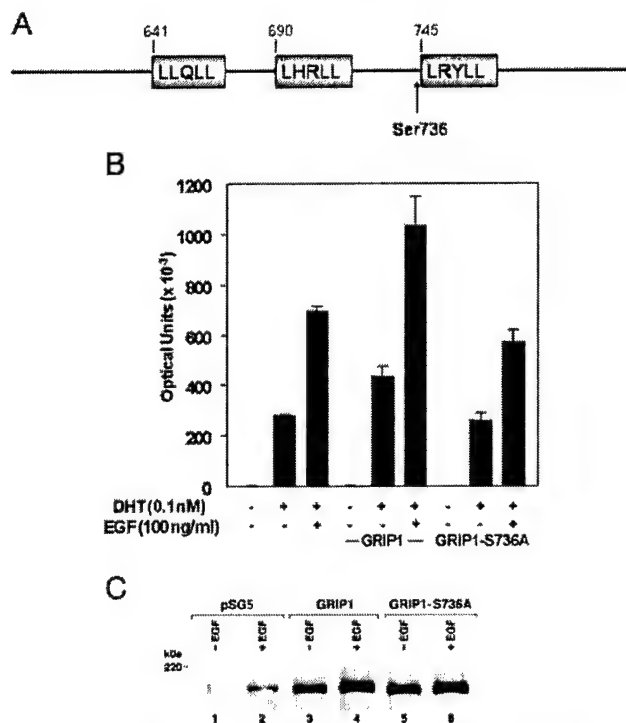 A
641 690 745
LLQLL LHRLL LRYLL
Ser736
B
Optical Units (x 10-3)
1200
1000
800
600
400
200
0
DHT(0.1nM) - + + - + + - + +
EGF(100ng/ml) - - + - - + - - +
GRIP1 GRIP1-S736A
C
pSG5 GRIP1 GRIP1-S736A
- EGF + EGF - EGF + EGF - EGF + EGF
kDa
220-
1 2 3 4 5 6